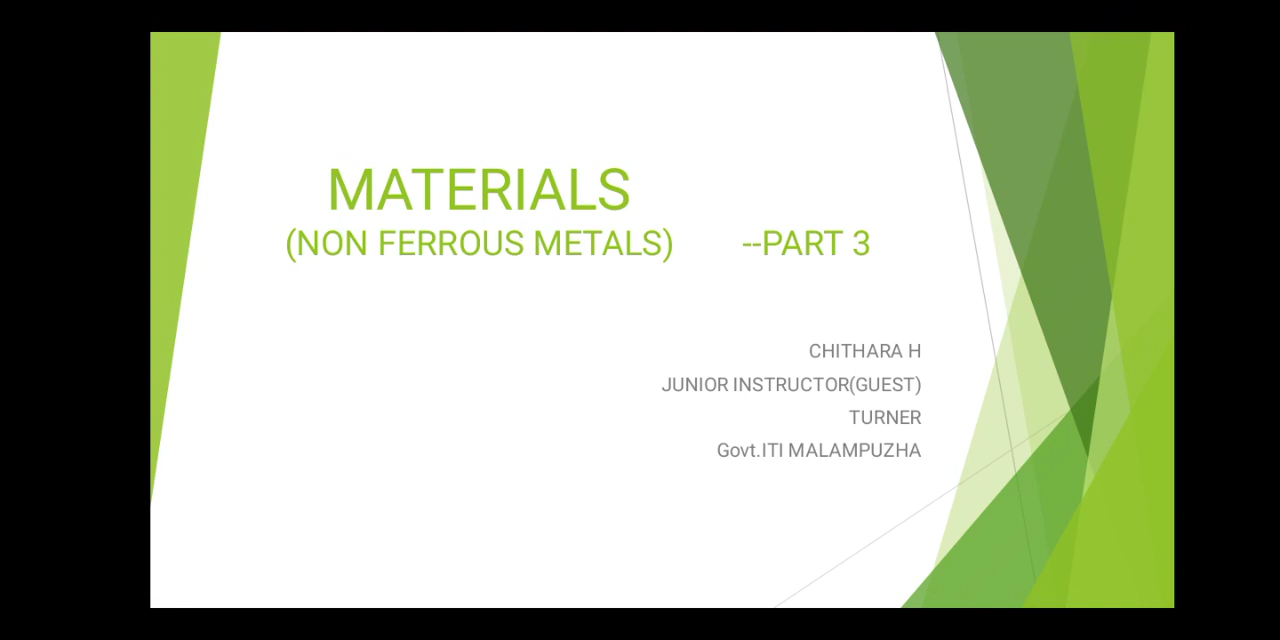 MATERIALS
(NON FERROUS METALS) --PART 3
CHITHARA H
JUNIOR INSTRUCTOR(GUEST)
TURNER
Govt.ITI MALAMPUZHA